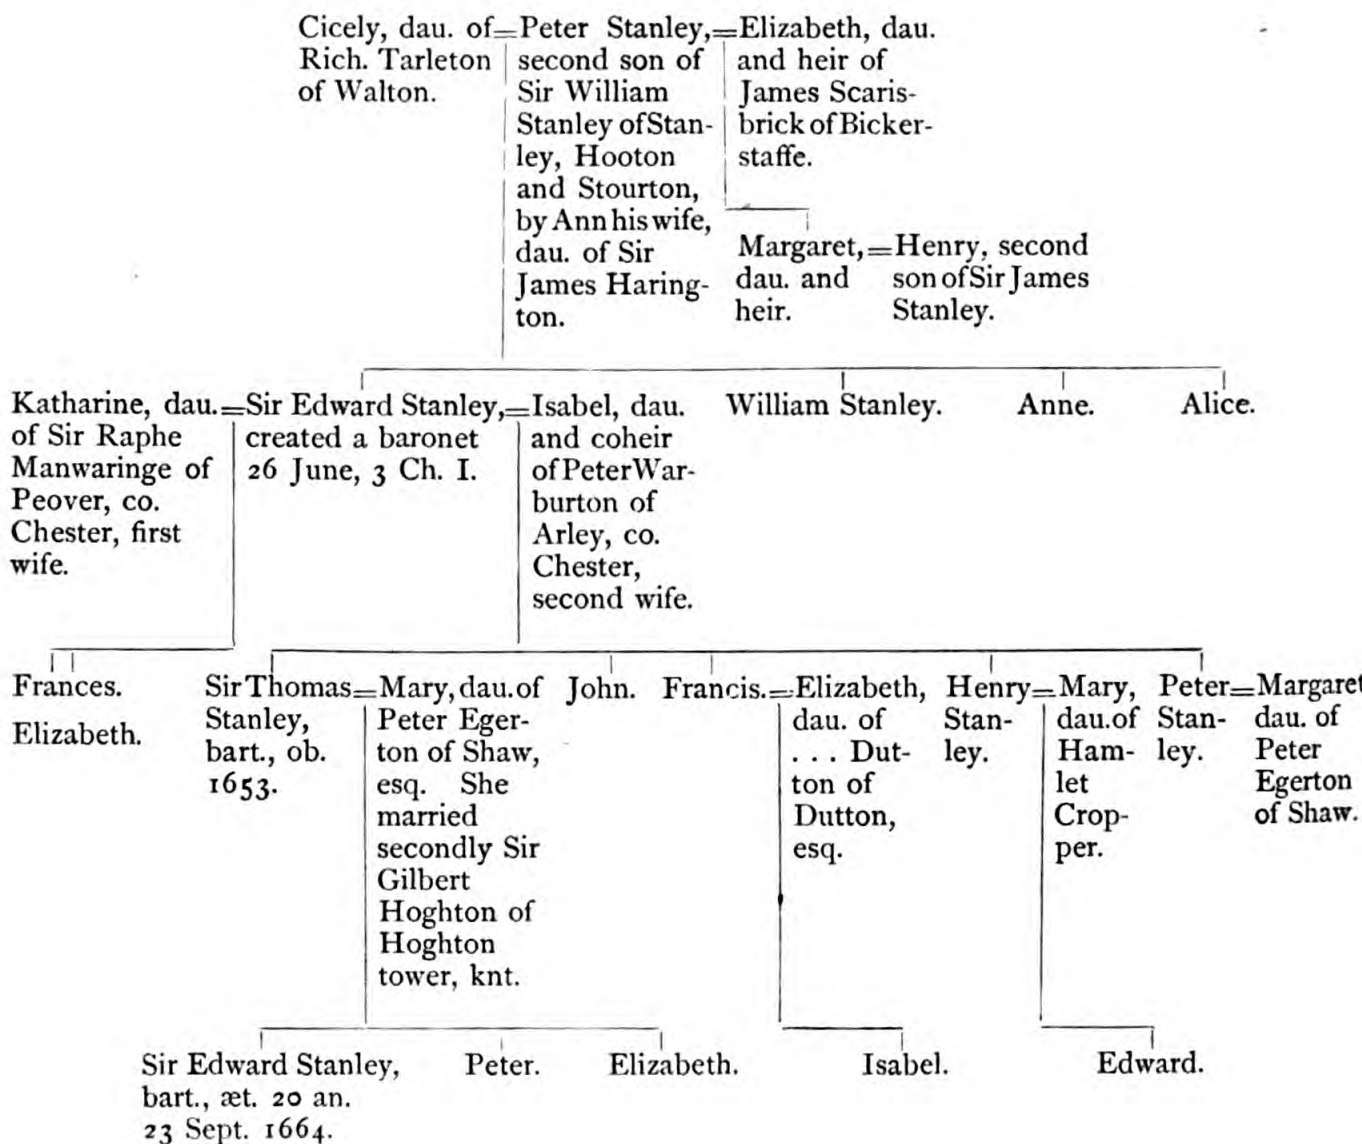 Cicely, dau. of=Peter Stanley,=Elizabeth, dau.
Rich. Tarleton
of Walton.
second son of
Sir William
Stanley of Stan-
ley, Hooton
and Stourton,
by Ann his wife,
dau. of Sir
James Haring-
ton.
and heir of
James Scaris-
brick of Bicker-
staffe.
Margaret,=Henry, second
dau. and
heir.
son of Sir James
Stanley.
Katharine, dau.=Sir Edward Stanley,=Isabel, dau.
of Sir Raphe
Manwaringe of
Peover, co.
Chester, first
wife.
created a baronet
26 June, 3 Ch. I.
and coheir
of Peter War-
burton of
Arley, co.
Chester,
second wife.
William Stanley.
Anne.
Alice.
Frances.
Elizabeth.
Sir Thomas=Mary, dau. of
Stanley,
bart., ob.
1653.
Peter Eger-
ton of Shaw,
esq. She
married
secondly Sir
Gilbert
Hoghton of
Hoghton
tower, knt.
John.
Francis.=Elizabeth,
dau. of
... Dut-
ton of
Dutton,
esq.
Henry=Mary,
Stan-
ley.
dau. of
Ham-
let
Crop-
per.
Peter=Margaret
Stan-
ley.
dau. of
Peter
Egerton
of Shaw.
Sir Edward Stanley,
bart., æt. 20 an.
23 Sept. 1664.
Peter.
Elizabeth.
Isabel.
Edward.